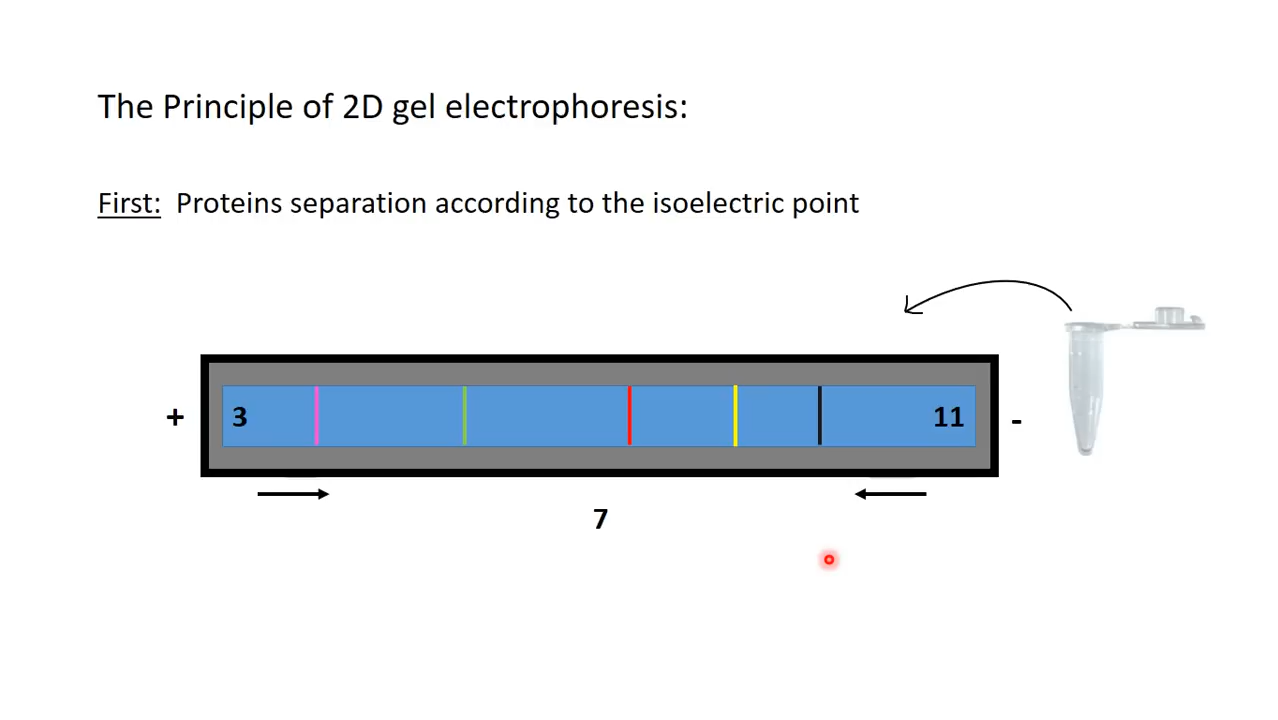 The Principle of 2D gel electrophoresis:
First: Proteins separation according to the isoelectric point
+ 3 11 -
7